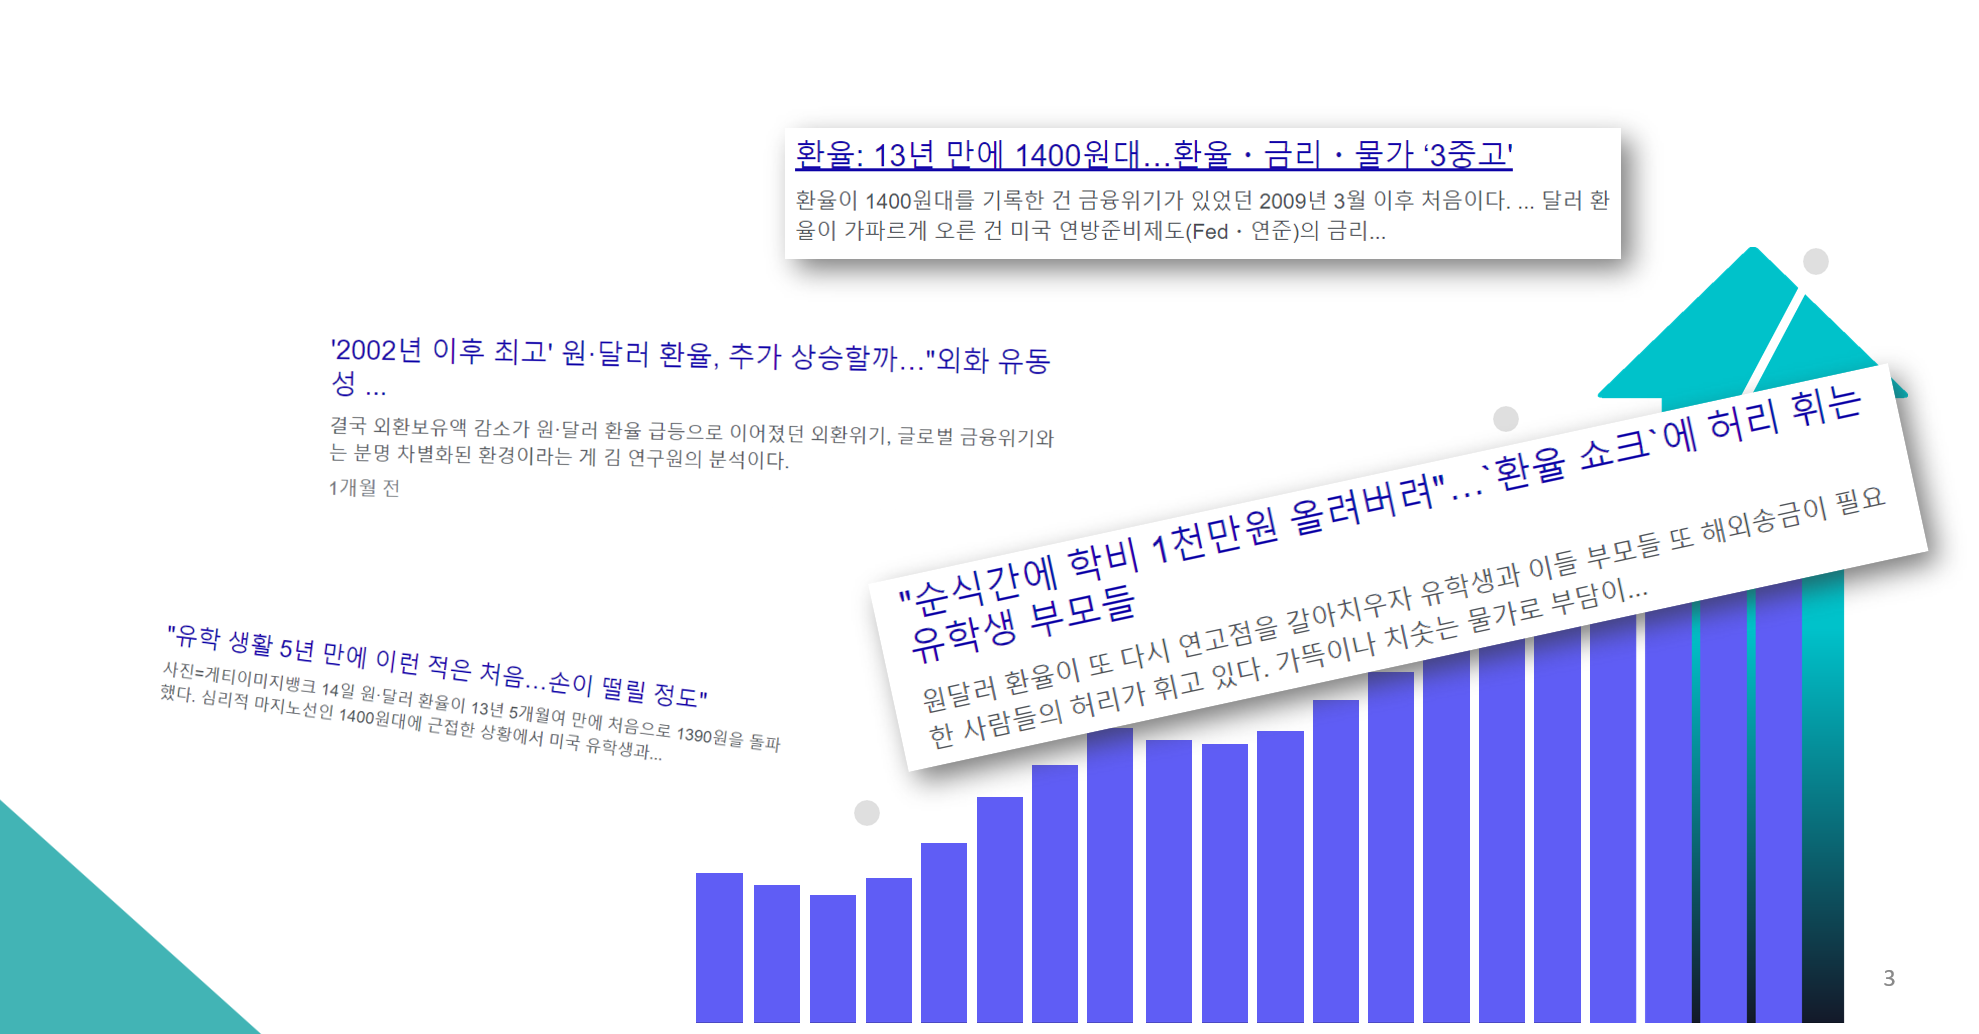 환율: 13년 만에 1400원대...환율・금리・물가 ‘3중고'
환율이 1400원대를 기록한 건 금융위기가 있었던 2009년 3월 이후 처음이다. ... 달러 환
율이 가파르게 오른 건 미국 연방준비제도(Fed・연준)의 금리...
'2002년 이후 최고' 원·달러 환율, 추가 상승할까..."외화 유동
성 ...
결국 외환보유액 감소가 원·달러 환율 급등으로 이어졌던 외환위기, 글로벌 금융위기와
는 분명 차별화된 환경이라는 게 김 연구원의 분석이다.
1개월 전
"순식간에 학비 1천만원 올려버려"...`환율 쇼크`에 허리 휘는
유학생 부모들
원달러 환율이 또 다시 연고점을 갈아치우자 유학생과 이들 부모들 또 해외송금이 필요
한 사람들의 허리가 휘고 있다. 가뜩이나 치솟는 물가로 부담이...
"유학 생활 5년 만에 이런 적은 처음...손이 떨릴 정도"
사진=게티이미지뱅크 14일 원·달러 환율이 13년 5개월여 만에 처음으로 1390원을 돌파
했다. 심리적 마지노선인 1400원대에 근접한 상황에서 미국 유학생과...
3